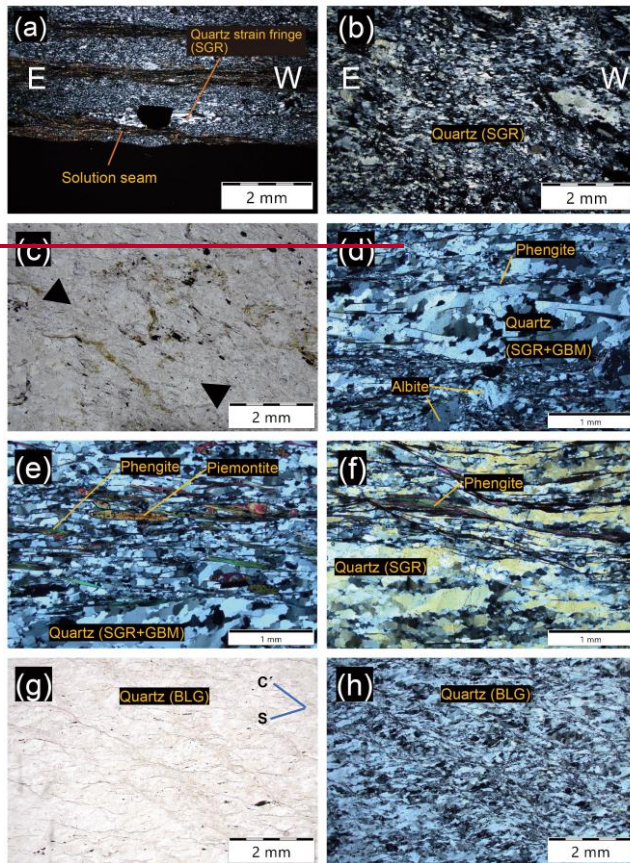 (a)
Quartz strain fringe
(SGR)
E
W
Solution seam
2 mm
(b)
E
W
Quartz (SGR)
2 mm
(c)
2 mm
(d)
Phengite
Quartz
(SGR+GBM)
Albite
1 mm
(e)
Phengite
Piemontite
Quartz (SGR+GBM)
1 mm
(f)
Phengite
Quartz (SGR)
1 mm
(g)
Quartz (BLG)
C´
S
2 mm
(h)
Quartz (BLG)
2 mm